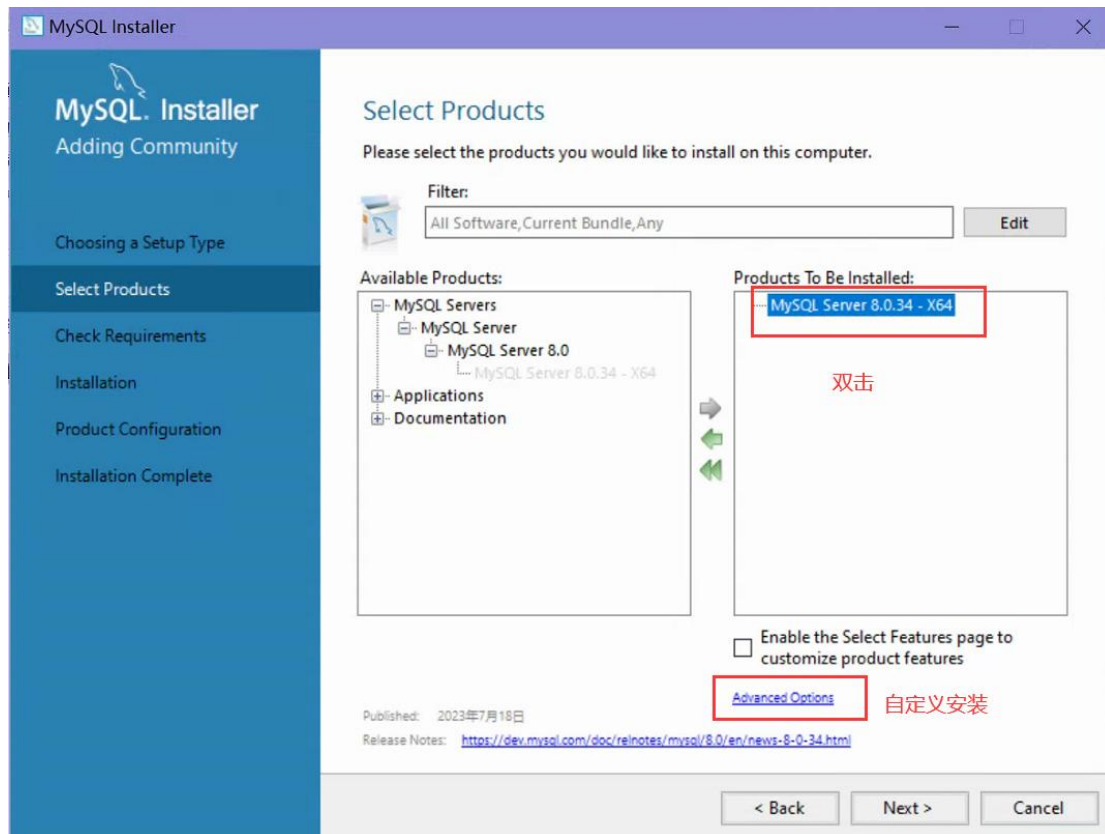 MySQL Installer
MySQL. Installer
Adding Community
Choosing a Setup Type
Select Products
Check Requirements
Installation
Product Configuration
Installation Complete
Select Products
Please select the products you would like to install on this computer.
Filter:
All Software,Current Bundle,Any
Edit
Available Products:
MySQL Servers
MySQL Server
MySQL Server 8.0
MySQL Server 8.0.34 - X64
Applications
Documentation
Products To Be Installed:
MySQL Server 8.0.34 - X64
双击
Enable the Select Features page to
customize product features
Advanced Options
自定义安装
Published: 2023年7月18日
Release Notes: https://dev.mysql.com/doc/relnotes/mysql/8.0/en/news-8-0-34.html
< Back
Next >
Cancel